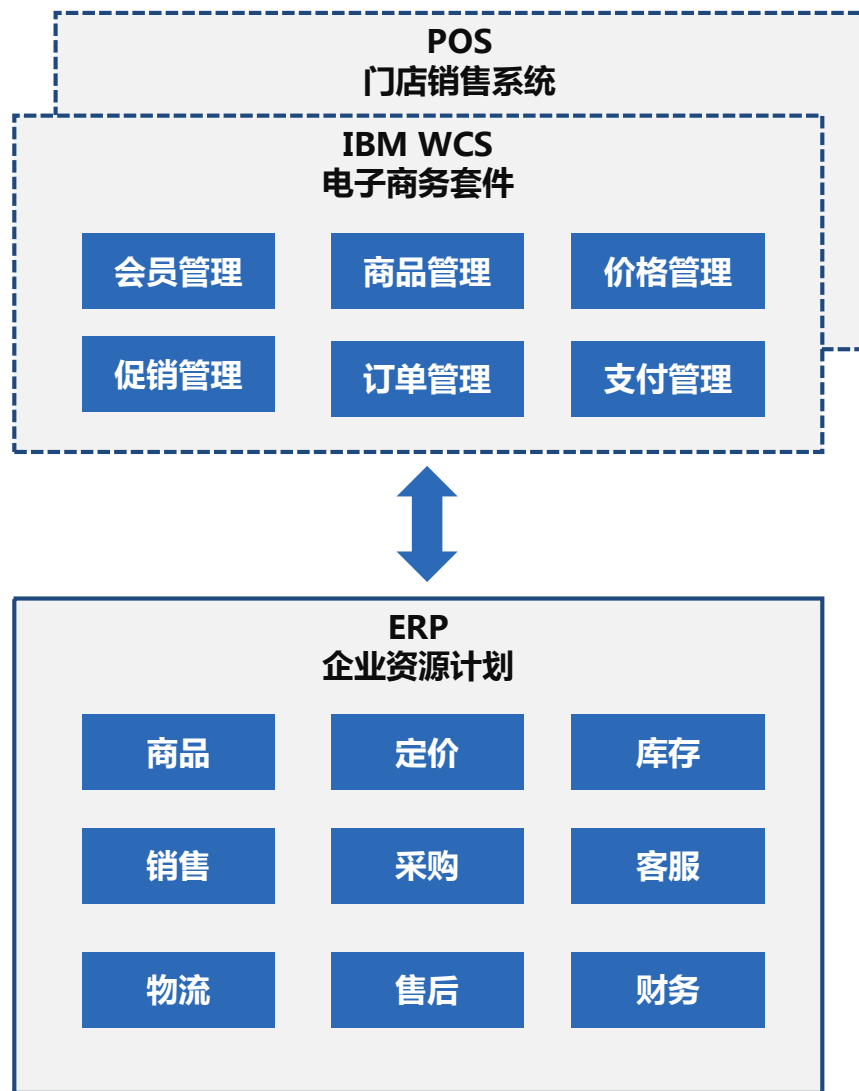 POS
门店销售系统
IBM WCS
电子商务套件
会员管理
商品管理
价格管理
促销管理
订单管理
支付管理
ERP
企业资源计划
商品
定价
库存
销售
采购
客服
物流
售后
财务